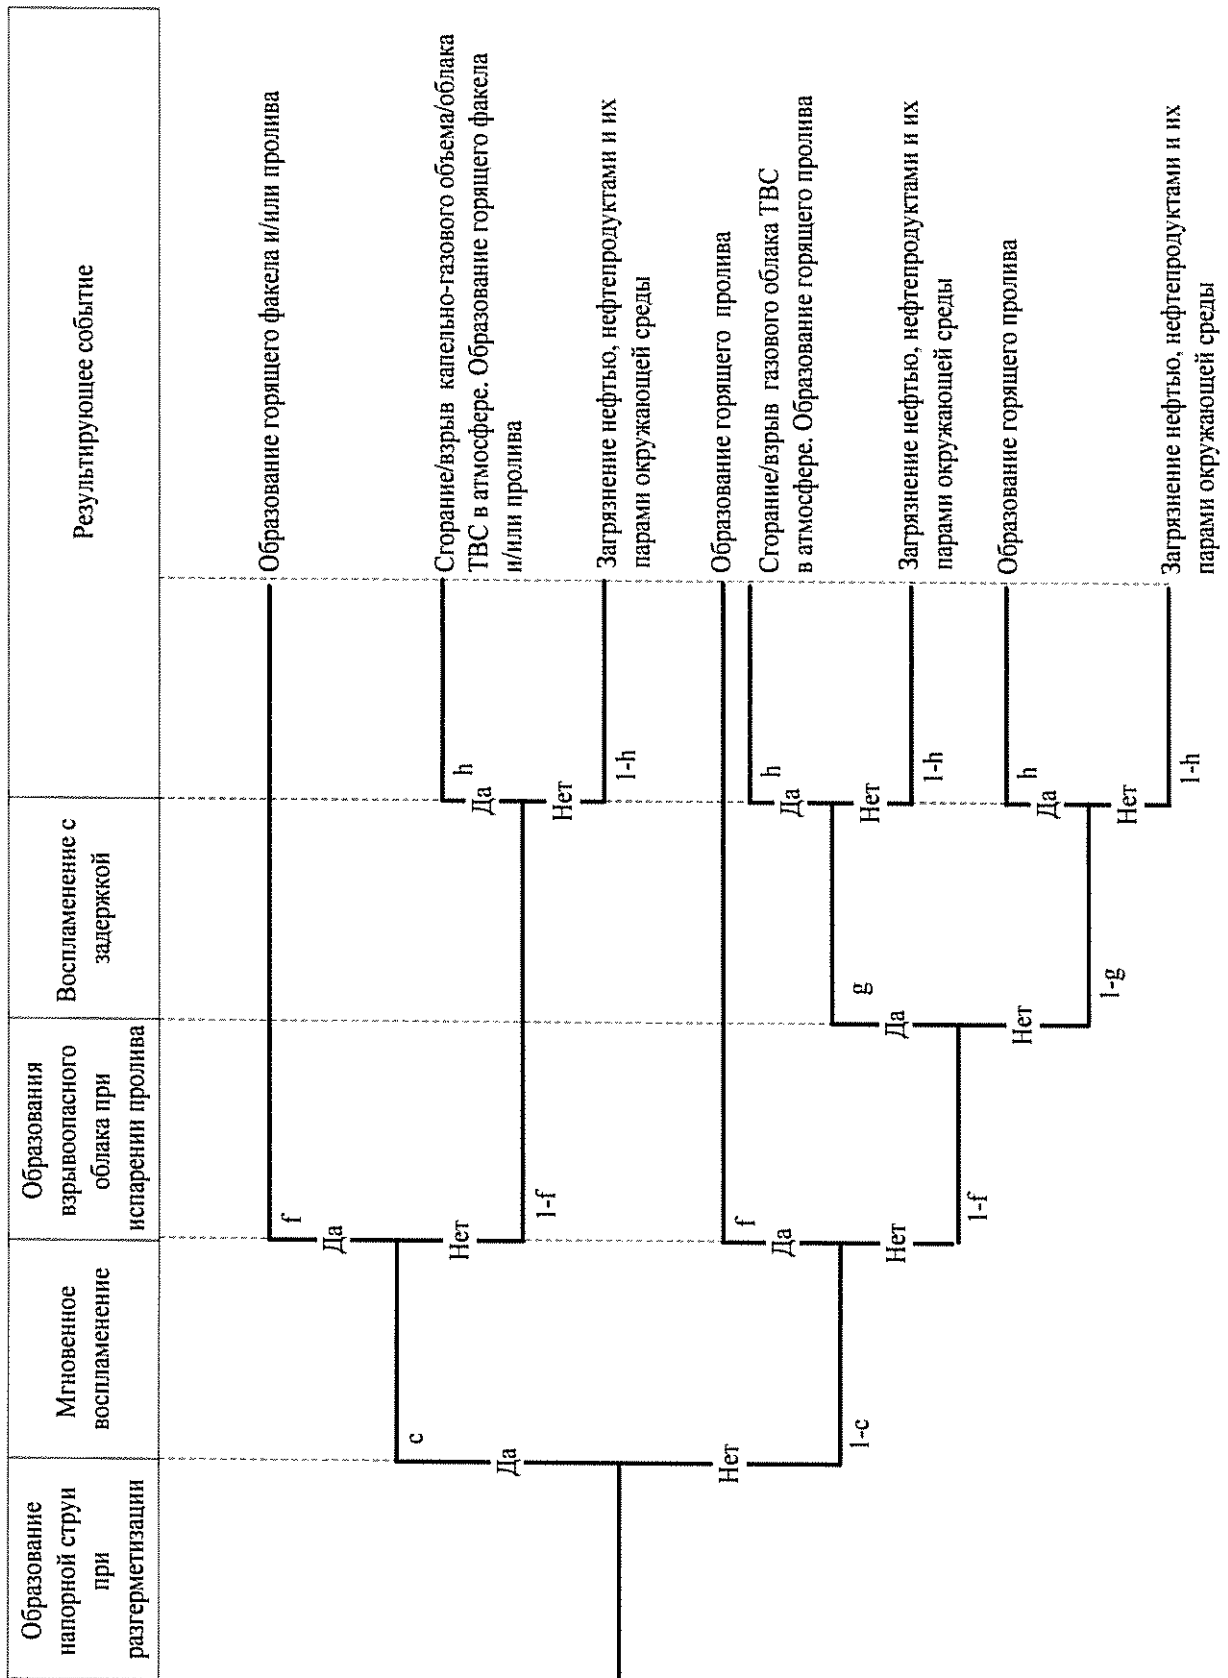 Образование
напорной струи
при
разгерметизации
Мгновенное
воспламенение
Образования
взрывоопасного
облака при
испарении пролива
Воспламенение с
задержкой
Результирующее событие
Да
c
Нет
1-c
Да
f
Нет
1-f
Да
h
Нет
1-h
Да
f
Нет
1-f
Да
g
Нет
1-g
Да
h
Нет
1-h
Да
h
Нет
1-h
Образование горящего факела и/или пролива
Сгорание/взрыв капельно-газового объема/облака
ТВС в атмосфере. Образование горящего факела
и/или пролива
Загрязнение нефтью, нефтепродуктами и их
парами окружающей среды
Образование горящего пролива
Сгорание/взрыв газового облака ТВС
в атмосфере. Образование горящего пролива
Загрязнение нефтью, нефтепродуктами и их
парами окружающей среды
Образование горящего пролива
Загрязнение нефтью, нефтепродуктами и их
парами окружающей среды